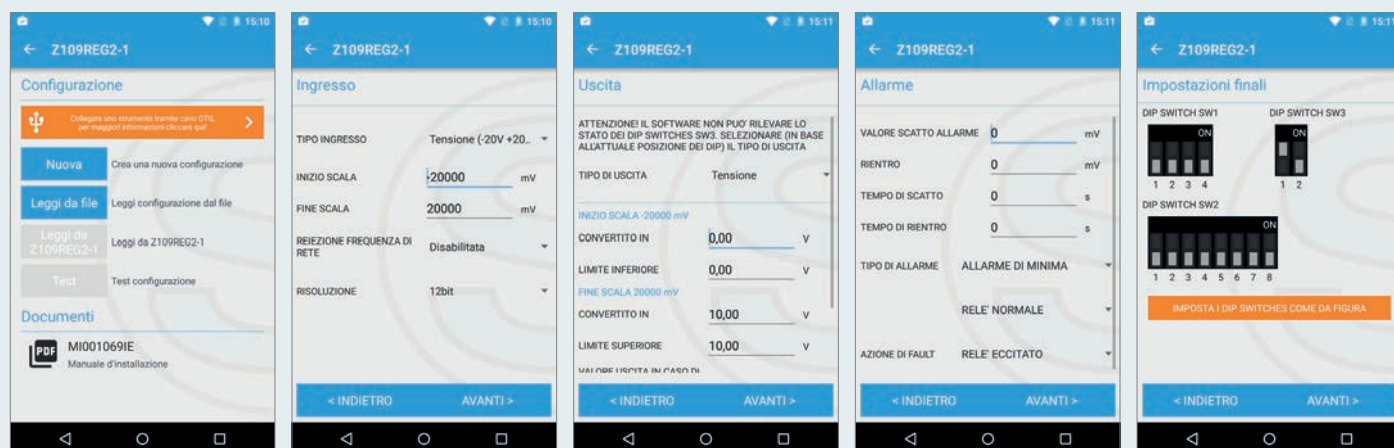 15:10
Z109REG2-1
Configurazione
Collegare uno strumento tramite cavo OTG,
per maggiori informazioni cliccare qui!
Nuova
Crea una nuova configurazione
Leggi da file
Leggi configurazione dal file
Leggi da
Z109REG2-1
Leggi da Z109REG2-1
Test
Test configurazione
Documenti
PDF
MI001069IE
Manuale d'installazione
15:10
Z109REG2-1
Ingresso
TIPO INGRESSO Tensione (-20V +20...
INIZIO SCALA -20000 mV
FINE SCALA 20000 mV
REIEZIONE FREQUENZA DI
RETE Disabilitata
RISOLUZIONE 12bit
< INDIETRO AVANTI >
15:11
Z109REG2-1
Uscita
ATTENZIONE! IL SOFTWARE NON PUO' RILEVARE LO
STATO DEI DIP SWITCHES SW3. SELEZIONARE (IN BASE
ALL'ATTUALE POSIZIONE DEI DIP) IL TIPO DI USCITA
TIPO DI USCITA Tensione
INIZIO SCALA -20000 mV
CONVERTITO IN 0,00 V
LIMITE INFERIORE 0,00 V
FINE SCALA 20000 mV
CONVERTITO IN 10,00 V
LIMITE SUPERIORE 10,00 V
VALORE USCITA IN CASO DI
< INDIETRO AVANTI >
15:11
Z109REG2-1
Allarme
VALORE SCATTO ALLARME 0 mV
RIENTRO 0 mV
TEMPO DI SCATTO 0 s
TEMPO DI RIENTRO 0 s
TIPO DI ALLARME ALLARME DI MINIMA
RELE' NORMALE
AZIONE DI FAULT RELE' ECCITATO
< INDIETRO AVANTI >
15:11
Z109REG2-1
Impostazioni finali
DIP SWITCH SW1 DIP SWITCH SW3
ON ON
1 2 3 4 1 2
DIP SWITCH SW2
ON
1 2 3 4 5 6 7 8
IMPOSTA I DIP SWITCHES COME DA FIGURA
< INDIETRO AVANTI >